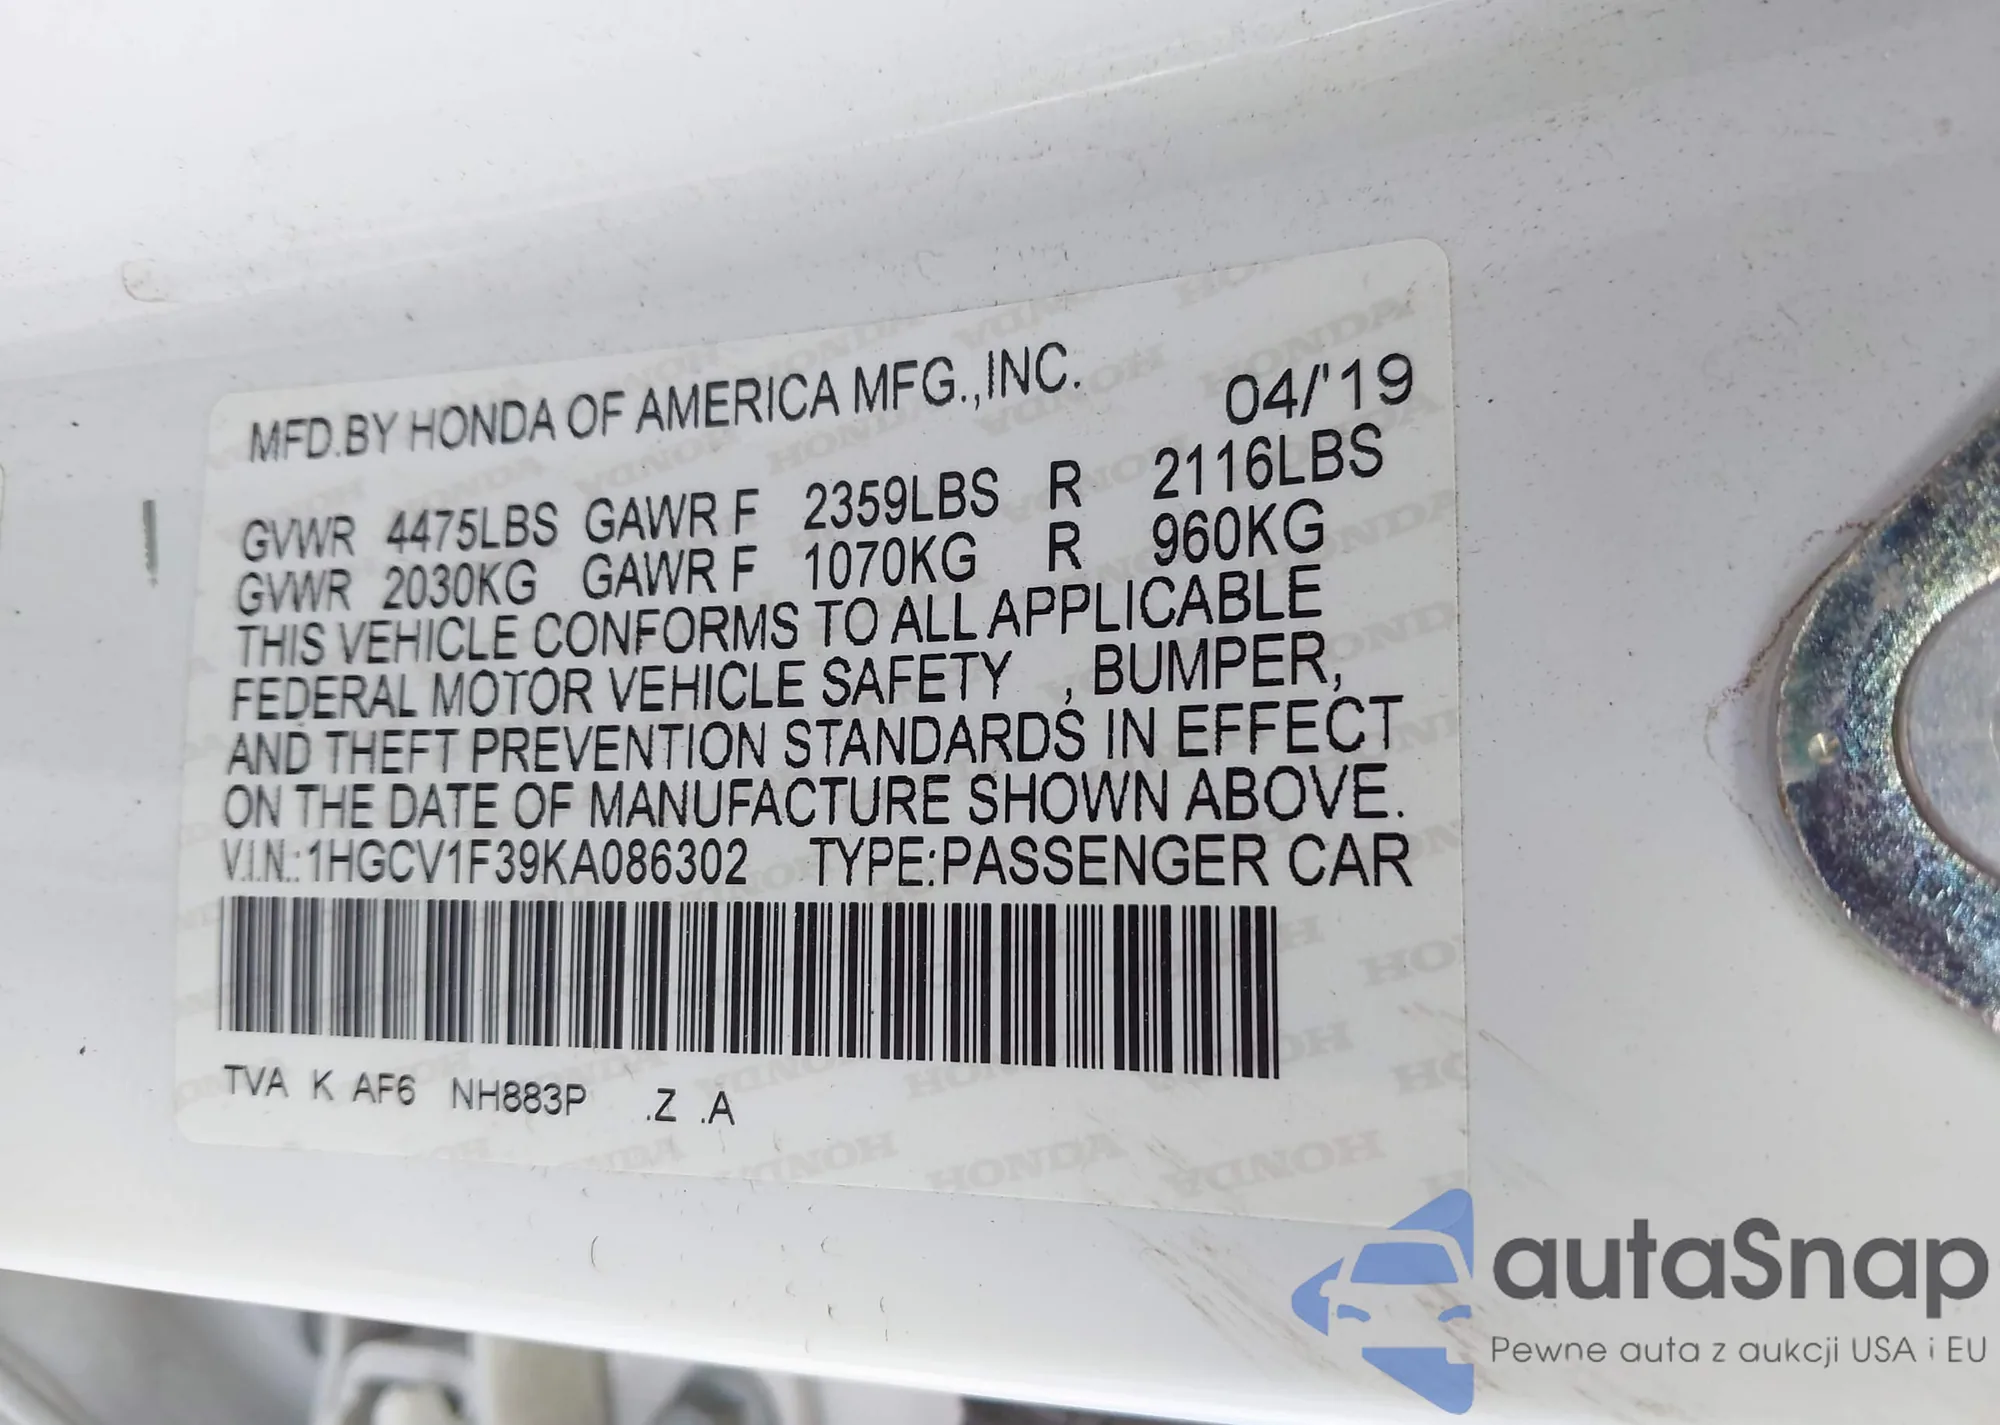 MFD.BY HONDA OF AMERICA MFG.,INC. 04/'19
GVWR 4475LBS GAWR F 2359LBS R 2116LBS
GVWR 2030KG GAWR F 1070KG R 960KG
THIS VEHICLE CONFORMS TO ALL APPLICABLE
FEDERAL MOTOR VEHICLE SAFETY , BUMPER,
AND THEFT PREVENTION STANDARDS IN EFFECT
ON THE DATE OF MANUFACTURE SHOWN ABOVE.
V.I.N.:1HGCV1F39KA086302 TYPE:PASSENGER CAR
TVA K AF6 NH883P .Z .A
autaSnap
Pewne auta z aukcji USA i EU